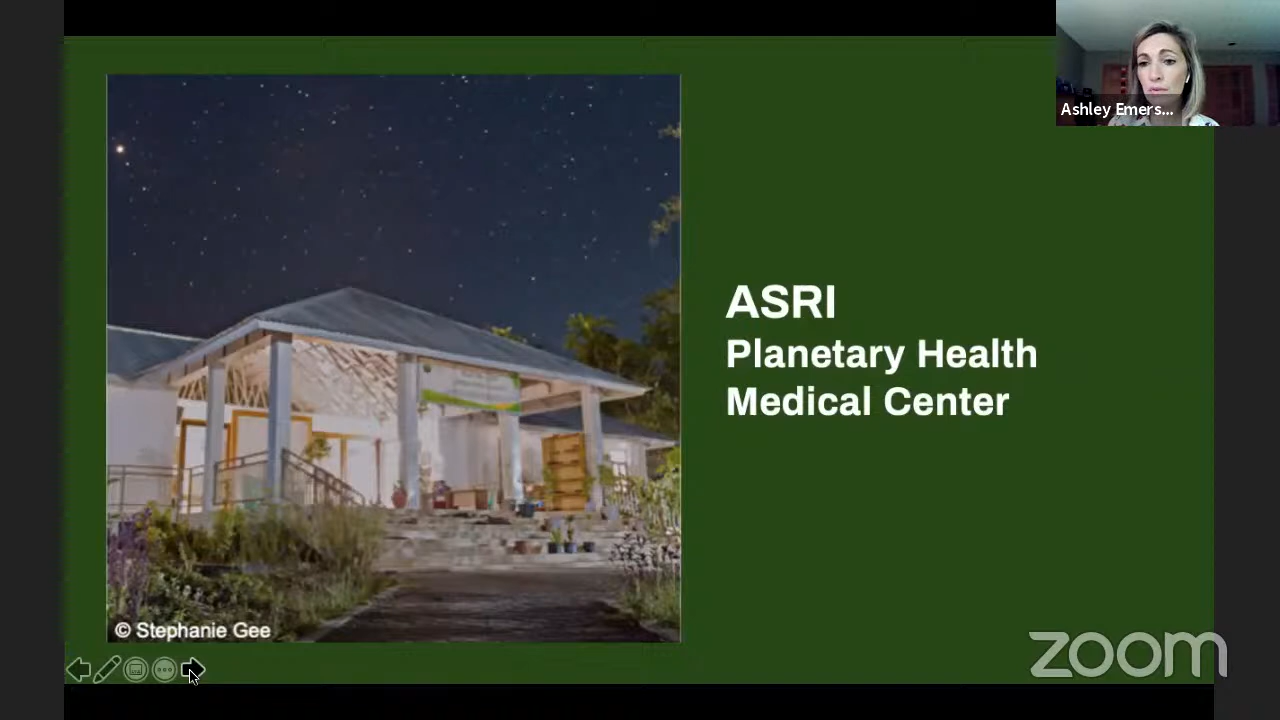 Ashley Emers...
ASRI
Planetary Health
Medical Center
© Stephanie Gee
zoom